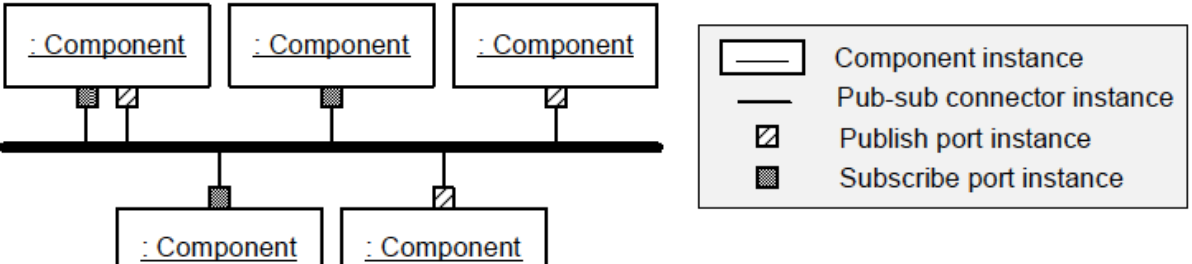 : Component
: Component
: Component
Component instance
Pub-sub connector instance
Publish port instance
Subscribe port instance
: Component
: Component